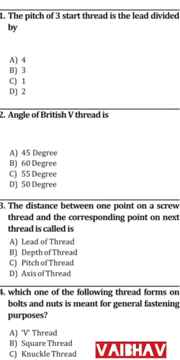 1. The pitch of 3 start thread is the lead divided
by
A) 4
B) 3
C) 1
D) 2
2. Angle of British V thread is
A) 45 Degree
B) 60 Degree
C) 55 Degree
D) 50 Degree
3. The distance between one point on a screw
thread and the corresponding point on next
thread is called is
A) Lead of Thread
B) Depth of Thread
C) Pitch of Thread
D) Axis of Thread
4. which one of the following thread forms on
bolts and nuts is meant for general fastening
purposes?
A) 'V' Thread
B) Square Thread
C) Knuckle Thread
VAIBHAV